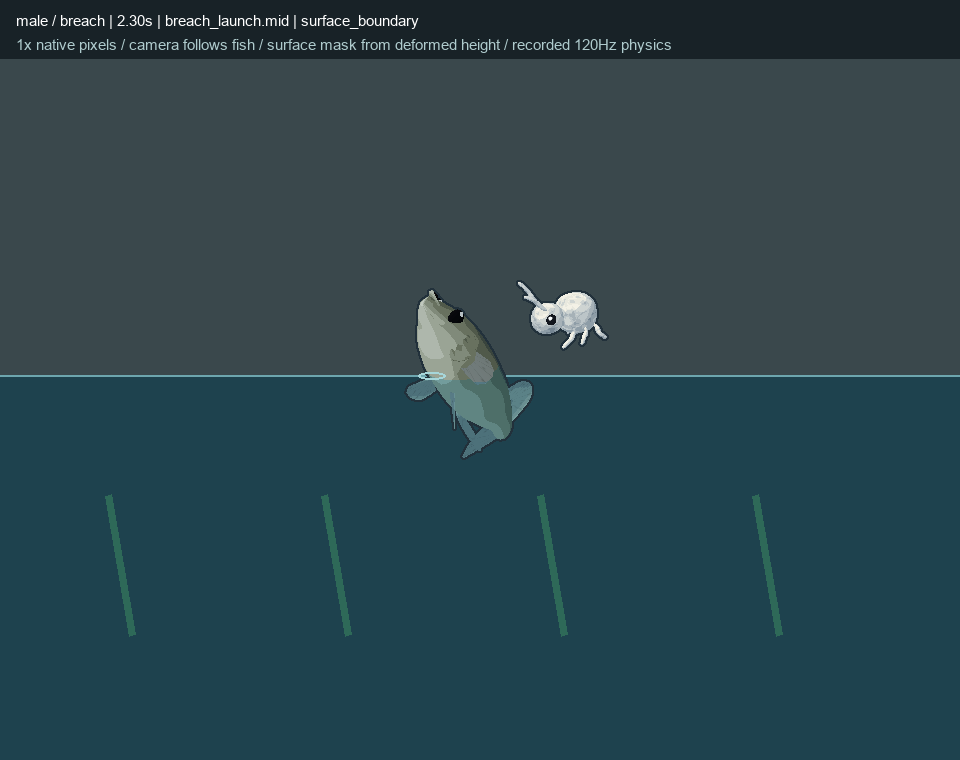 male / breach | 2.30s | breach_launch.mid | surface_boundary
1x native pixels / camera follows fish / surface mask from deformed height / recorded 120Hz physics